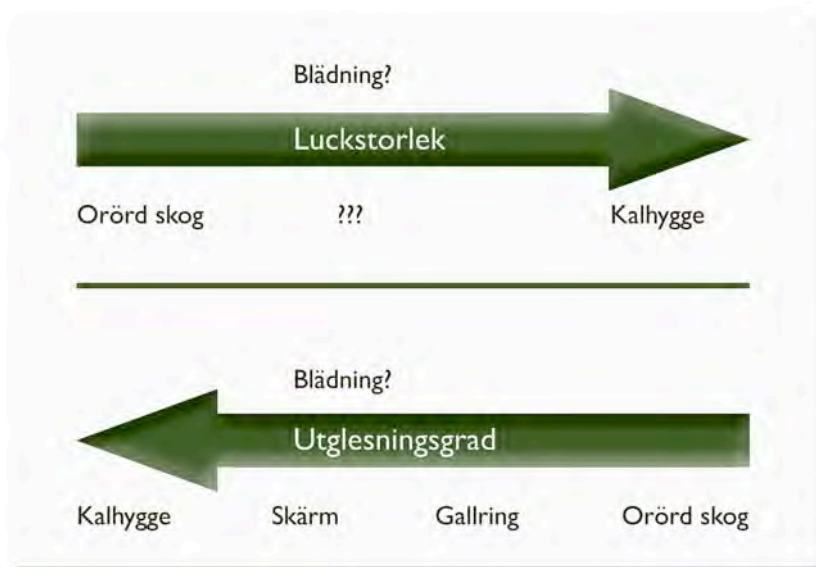 Blädning?
Luckstorlek
Orörd skog ??? Kalhygge
Blädning?
Utglesningsgrad
Kalhygge Skärm Gallring Orörd skog